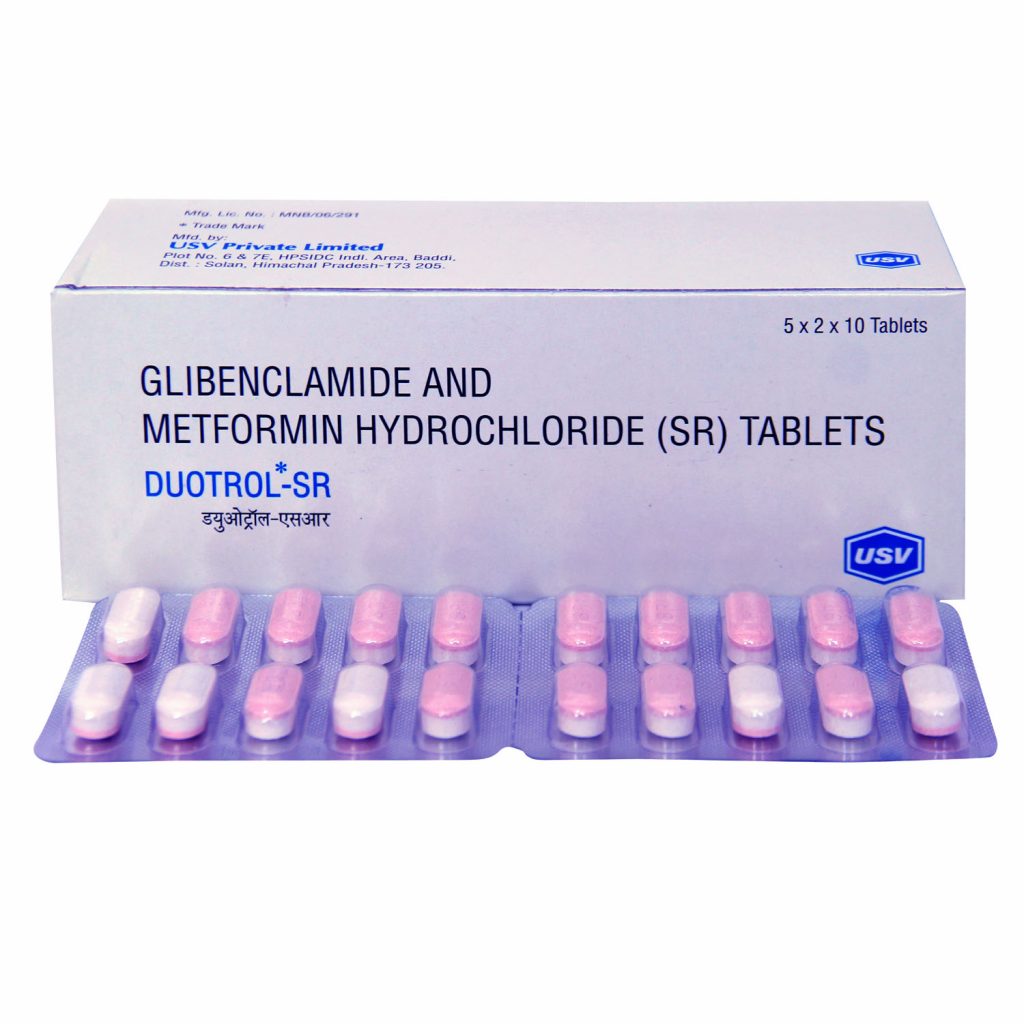 Mfg. Lic. No. : MNB/06/291
* Trade Mark
Mfd. by:
USV Private Limited
Plot No. 6 & 7E, HPSIDC Indl. Area, Baddi,
Dist. : Solan, Himachal Pradesh-173 205.
USV
5 x 2 x 10 Tablets
GLIBENCLAMIDE AND
METFORMIN HYDROCHLORIDE (SR) TABLETS
DUOTROL*-SR
डयुओट्रॉल-एसआर
USV